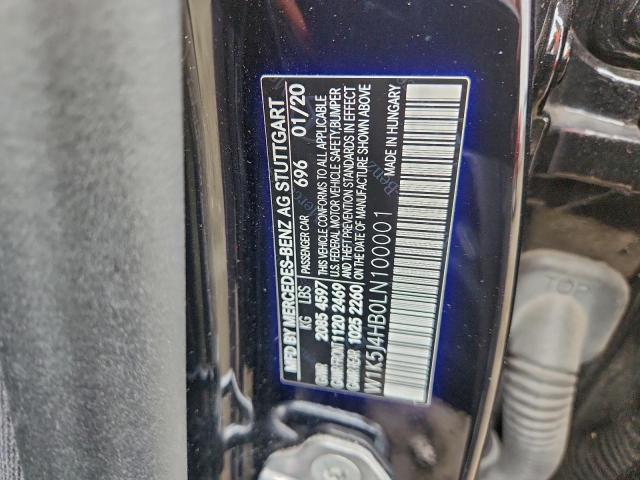 MFD BY MERCEDES-BENZ AG STUTTGART
KG LBS PASSENGER CAR 696 01/20
GVWR 2085 4597 THIS VEHICLE CONFORMS TO ALL APPLICABLE
GAWR FRONT 1120 2469 U.S. FEDERAL MOTOR VEHICLE SAFETY, BUMPER
GAWR REAR 1025 2260 AND THEFT PREVENTION STANDARDS IN EFFECT
ON THE DATE OF MANUFACTURE SHOWN ABOVE
W1K5J4HB0LN100001 MADE IN HUNGARY
TOP